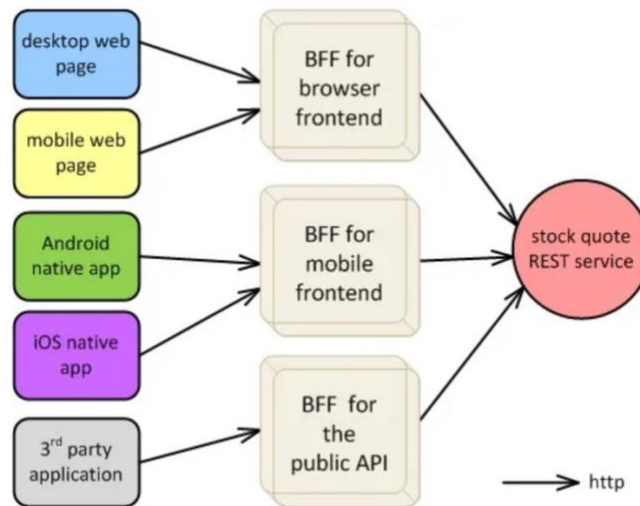 desktop web
page
BFF for
browser
frontend
mobile web
page
Android
native app
BFF for
mobile
frontend
stock quote
REST service
iOS native
app
3rd party
application
BFF for
the
public API
http